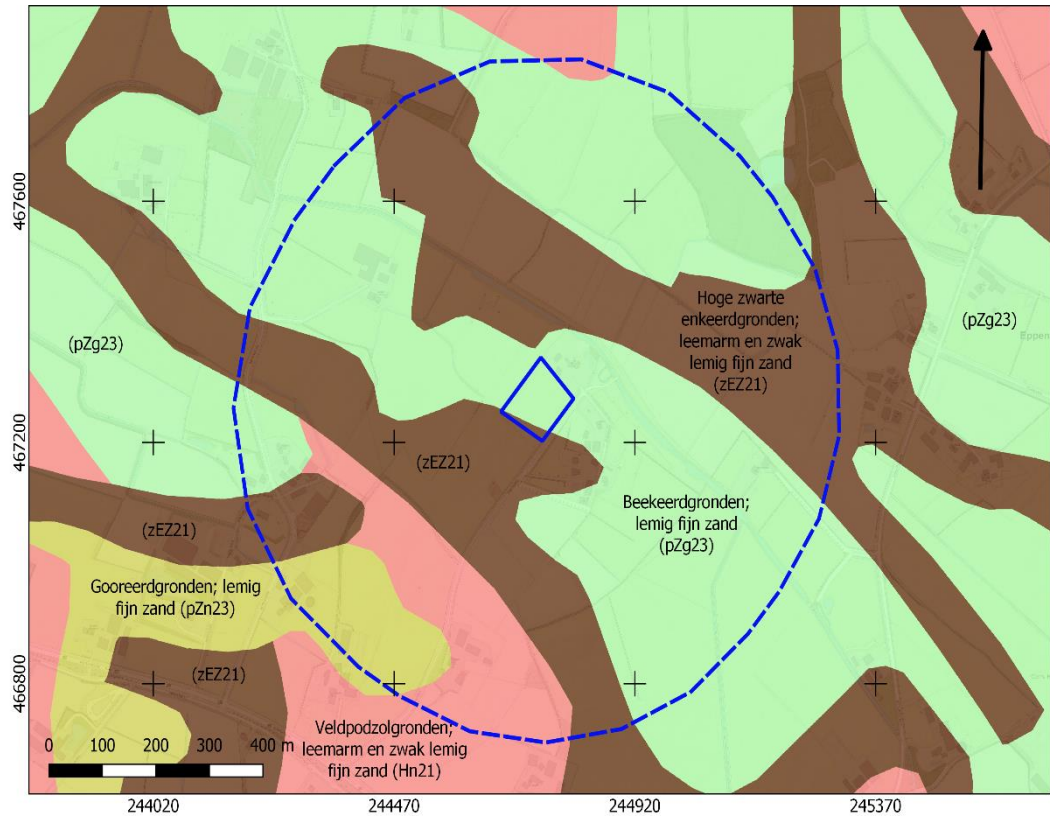 467600
467200
466800
(pZg23)
Hoge zwarte
enkeerdgronden;
leemarm en zwak
lemig fijn zand
(zEZ21)
(pZg23)
(zEZ21)
Beekeerdgronden;
lemig fijn zand
(pZg23)
(zEZ21)
Gooreerdgronden; lemig
fijn zand (pZn23)
(zEZ21)
Veldpodzolgronden;
leemarm en zwak lemig
fijn zand (Hn21)
0 100 200 300 400 m
244020 244470 244920 245370